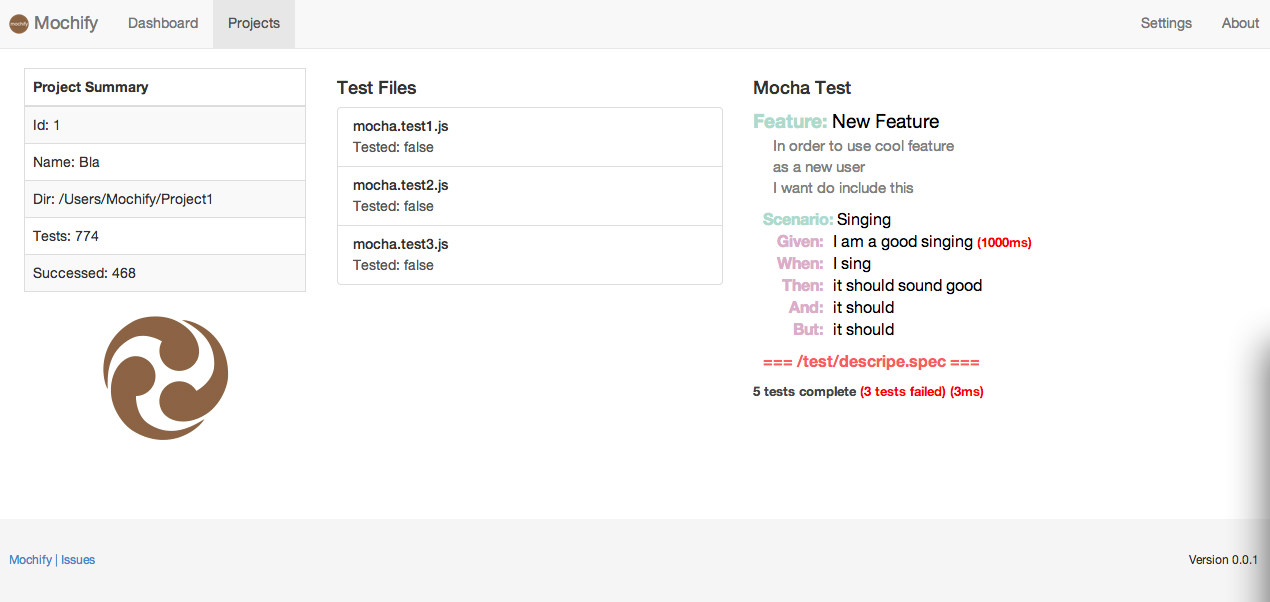 mochify Mochify Dashboard Projects Settings About
Project Summary
Id: 1
Name: Bla
Dir: /Users/Mochify/Project1
Tests: 774
Successed: 468
Test Files
mocha.test1.js
Tested: false
mocha.test2.js
Tested: false
mocha.test3.js
Tested: false
Mocha Test
Feature: New Feature
In order to use cool feature
as a new user
I want do include this
Scenario: Singing
Given: I am a good singing (1000ms)
When: I sing
Then: it should sound good
And: it should
But: it should
=== /test/descripe.spec ===
5 tests complete (3 tests failed) (3ms)
Mochify | Issues
Version 0.0.1